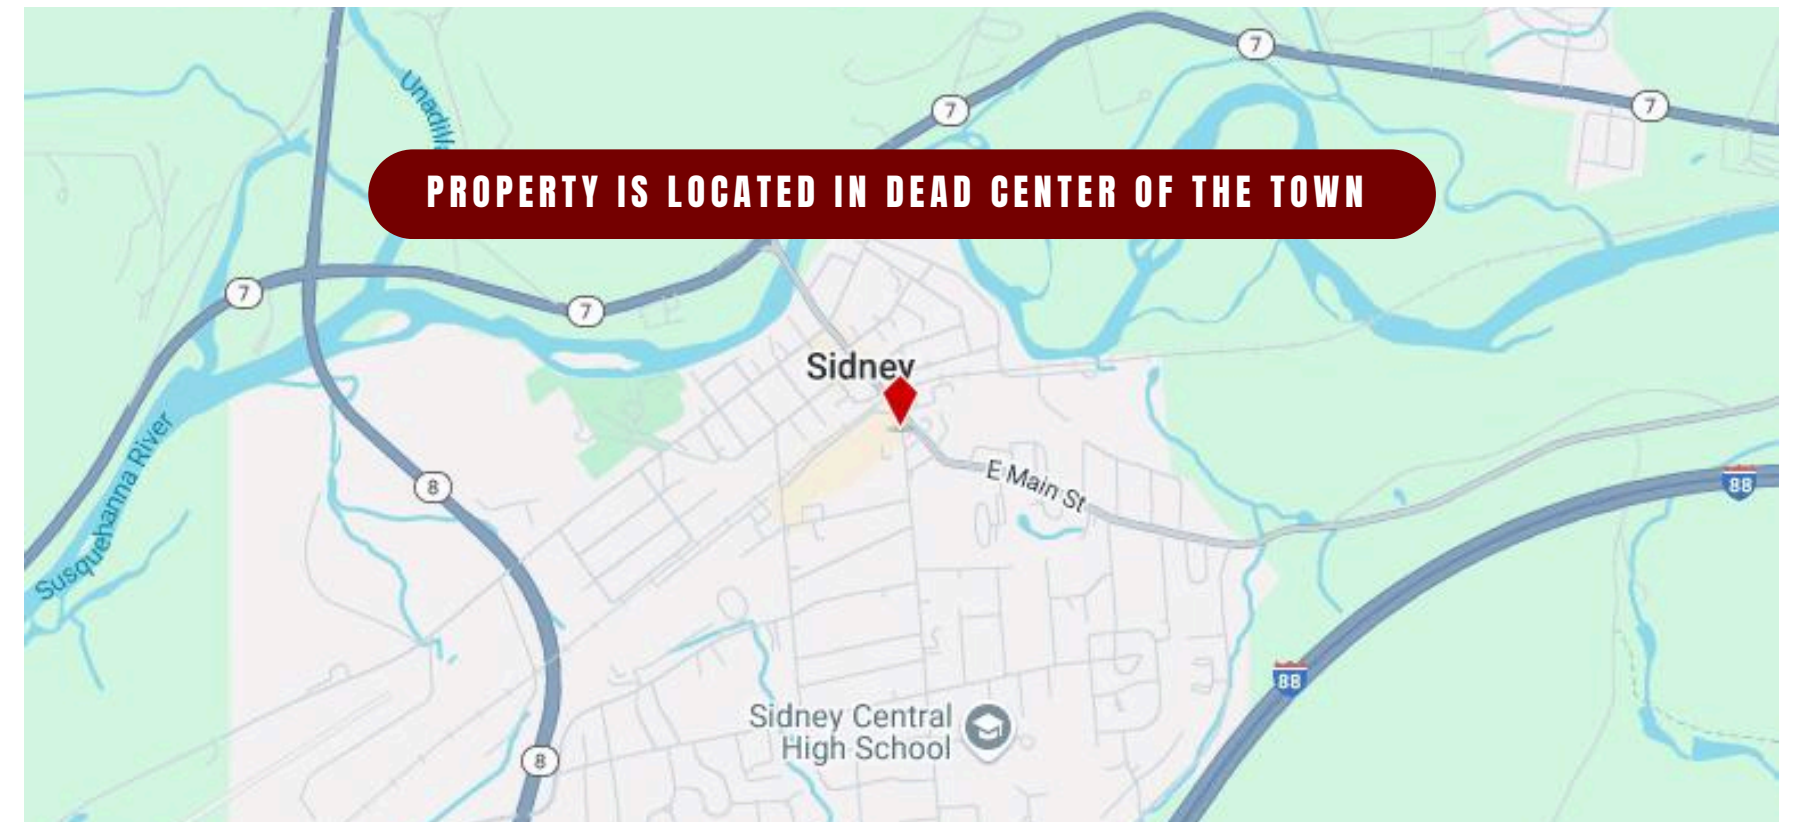 7
7
7
Unadill
PROPERTY IS LOCATED IN DEAD CENTER OF THE TOWN
7
7
Sidney
Susquehanna River
8
E Main St
88
88
Sidney Central
High School
8